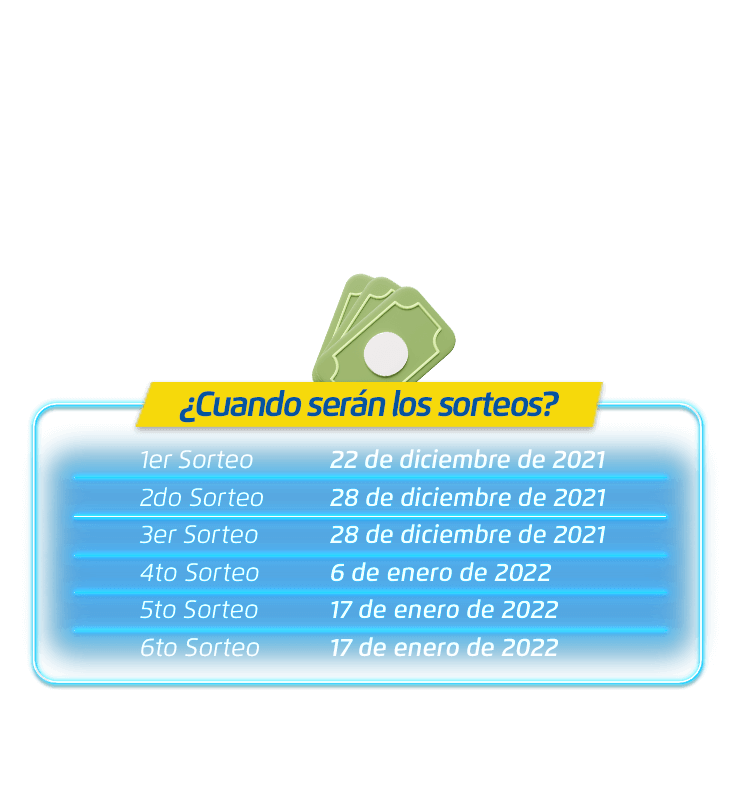 ¿Cuando serán los sorteos?
1er Sorteo 22 de diciembre de 2021
2do Sorteo 28 de diciembre de 2021
3er Sorteo 28 de diciembre de 2021
4to Sorteo 6 de enero de 2022
5to Sorteo 17 de enero de 2022
6to Sorteo 17 de enero de 2022